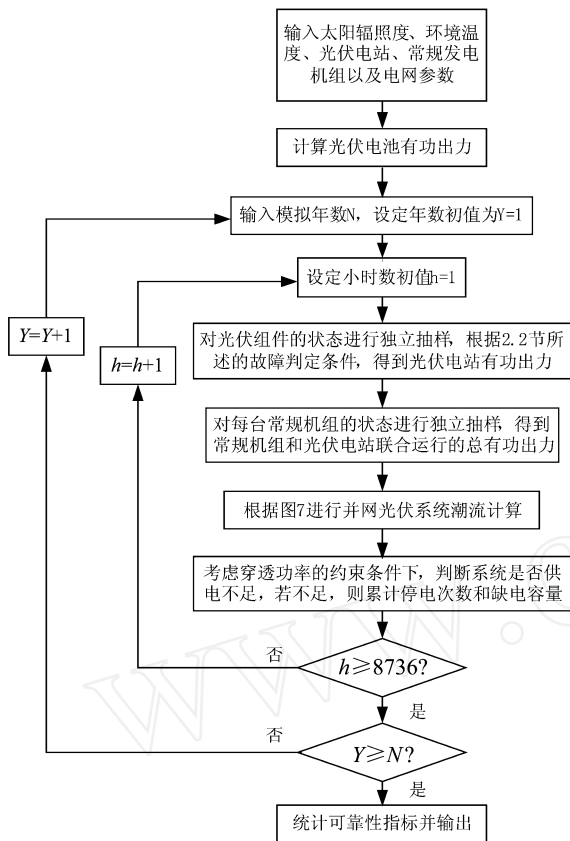 输入太阳辐照度、环境温
度、光伏电站、常规发电
机组以及电网参数
计算光伏电池有功出力
输入模拟年数N，设定年数初值为Y=1
设定小时数初值h=1
Y=Y+1
h=h+1
对光伏组件的状态进行独立抽样，根据2.2节所
述的故障判定条件，得到光伏电站有功出力
对每台常规机组的状态进行独立抽样，得到
常规机组和光伏电站联合运行的总有功出力
根据图7进行并网光伏系统潮流计算
考虑穿透功率的约束条件下，判断系统是否供
电不足，若不足，则累计停电次数和缺电容量
否
h≥8736?
是
否
Y≥N?
是
统计可靠性指标并输出